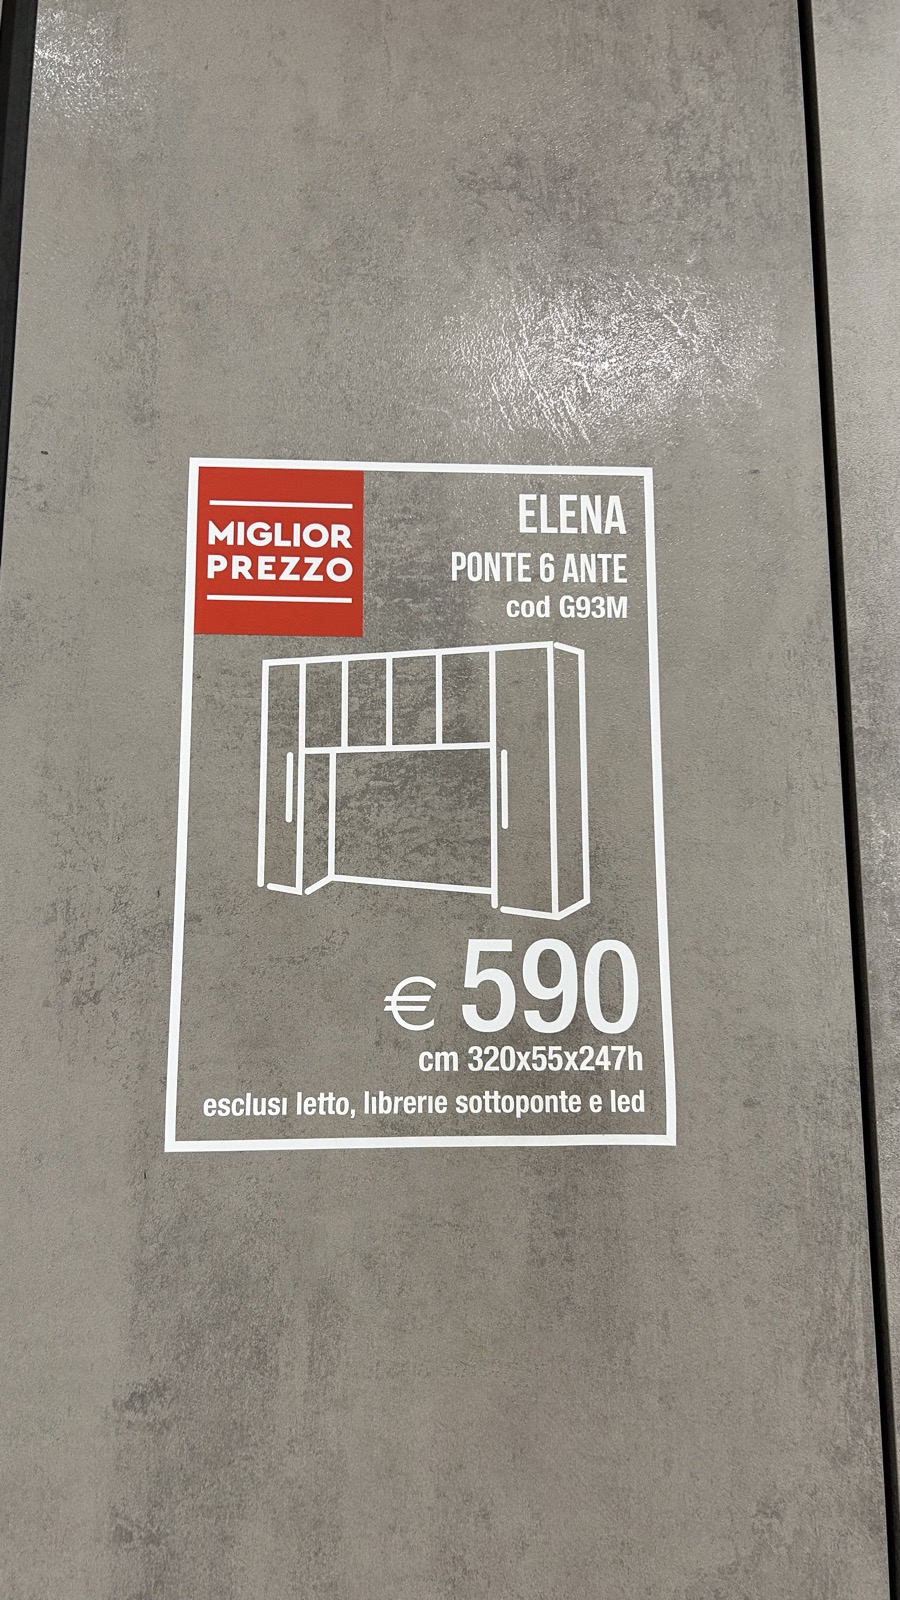 MIGLIOR
PREZZO
ELENA
PONTE 6 ANTE
cod G93M
€ 590
cm 320x55x247h
esclusi letto, librerie sottoponte e led